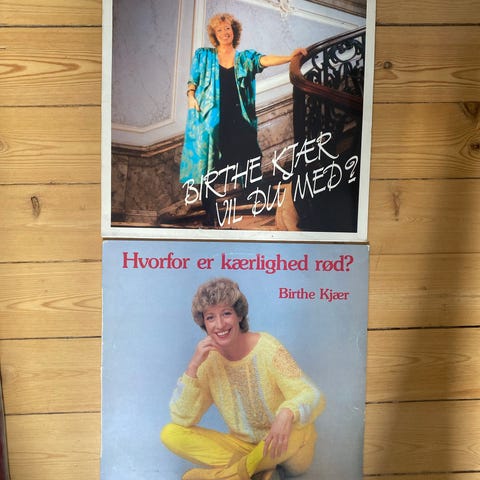 BIRTHE KJÆR
VIL DU MED?
Hvorfor er kærlighed rød?
Birthe Kjær